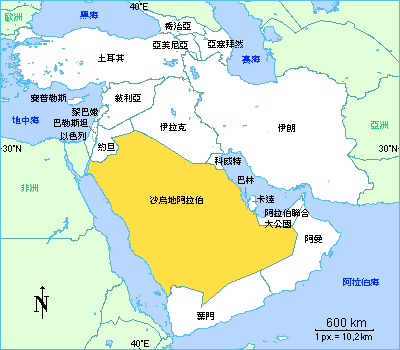 歐洲
黑海
40°E
喬治亞
亞美尼亞
亞塞拜然
裏海
土耳其
賽普勒斯
敘利亞
黎巴嫩
地中海
巴勒斯坦
以色列
伊拉克
伊朗
亞洲
30°N
約旦
30°N
科威特
非洲
巴林
沙烏地阿拉伯
卡達
阿拉伯聯合
大公國
阿曼
阿拉伯海
N
葉門
600 km
1 px.= 10,2km
40°E